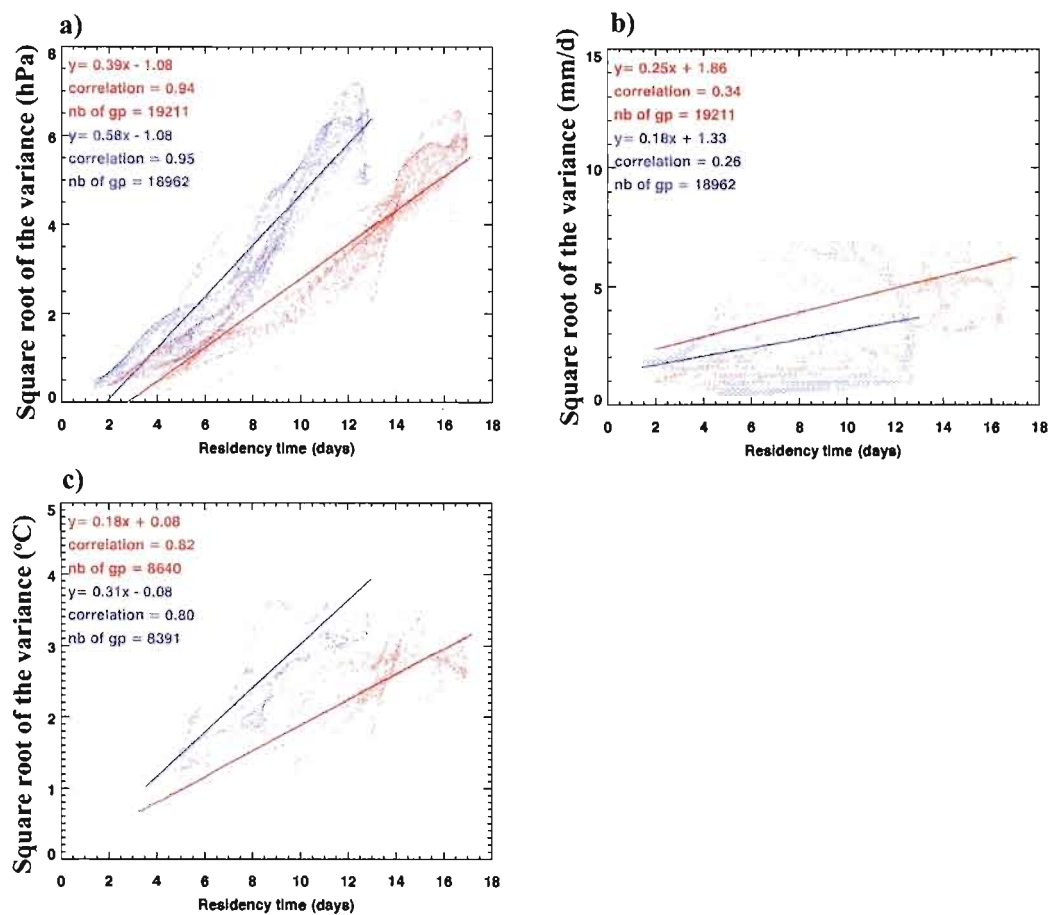 a)
Square root of the variance (hPa)
8
6
4
2
0
y= 0.39x - 1.08
correlation = 0.94
nb of gp = 19211
y= 0.58x - 1.08
correlation = 0.95
nb of gp = 18962
0 2 4 6 8 10 12 14 16 18
Residency time (days)
b)
Square root of the variance (mm/d)
15
10
5
0
y= 0.25x + 1.86
correlation = 0.34
nb of gp = 19211
y= 0.18x + 1.33
correlation = 0.26
nb of gp = 18962
0 2 4 6 8 10 12 14 16 18
Residency time (days)
c)
Square root of the variance (°C)
5
4
3
2
1
0
y= 0.18x + 0.08
correlation = 0.82
nb of gp = 8640
y= 0.31x - 0.08
correlation = 0.80
nb of gp = 8391
0 2 4 6 8 10 12 14 16 18
Residency time (days)